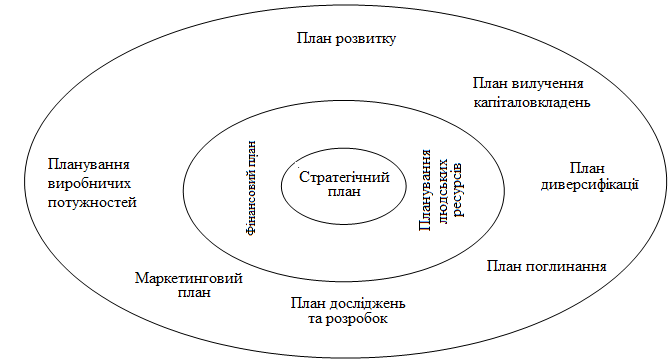 План розвитку
План вилучення
капіталовкладень
Планування
виробничих
потужностей
Фінансовий план
Стратегічний
план
Планування
людських
ресурсів
План
диверсифікації
Маркетинговий
план
План досліджень
та розробок
План поглинання